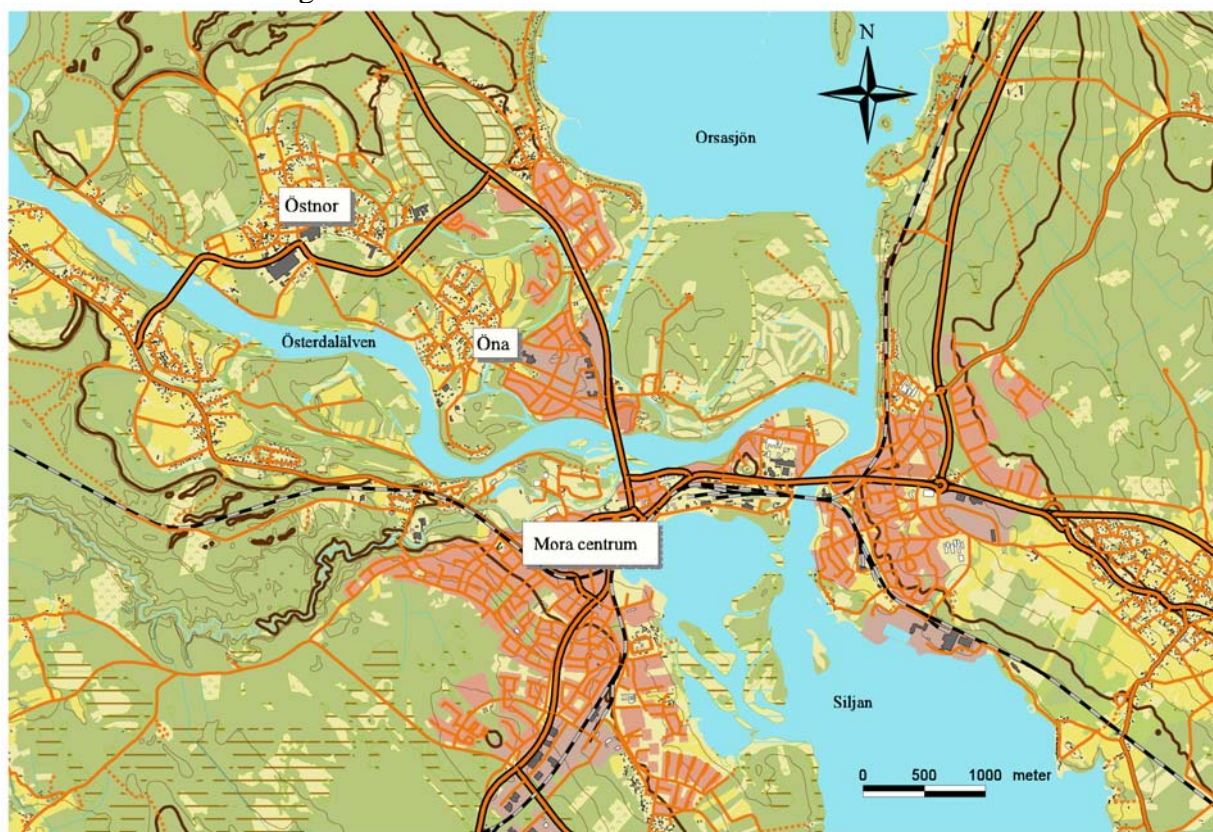 N
Orsasjön
Östnor
Österdalälven
Öna
Mora centrum
Siljan
0 500 1000 meter